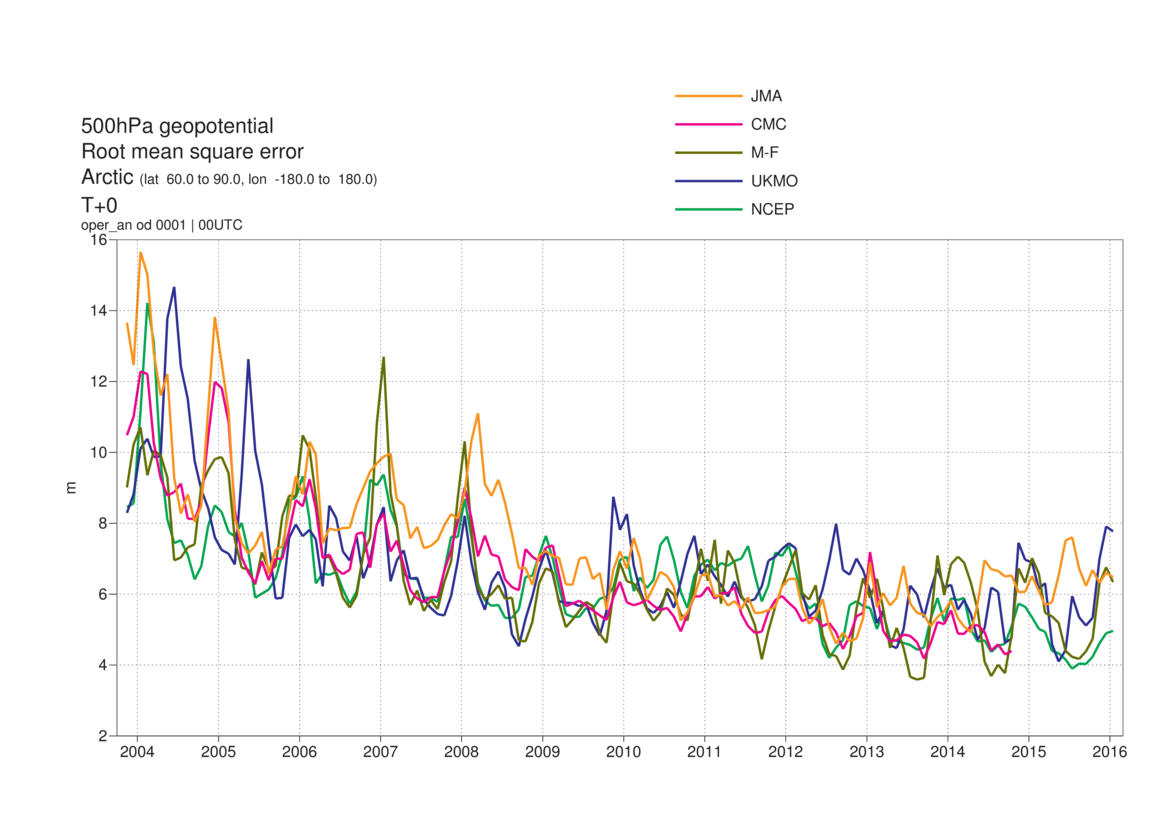 JMA
CMC
M-F
UKMO
NCEP
500hPa geopotential
Root mean square error
Arctic (lat 60.0 to 90.0, lon -180.0 to 180.0)
T+0
oper_an od 0001 | 00UTC
16
14
12
10
8
6
4
2
m
2004 2005 2006 2007 2008 2009 2010 2011 2012 2013 2014 2015 2016